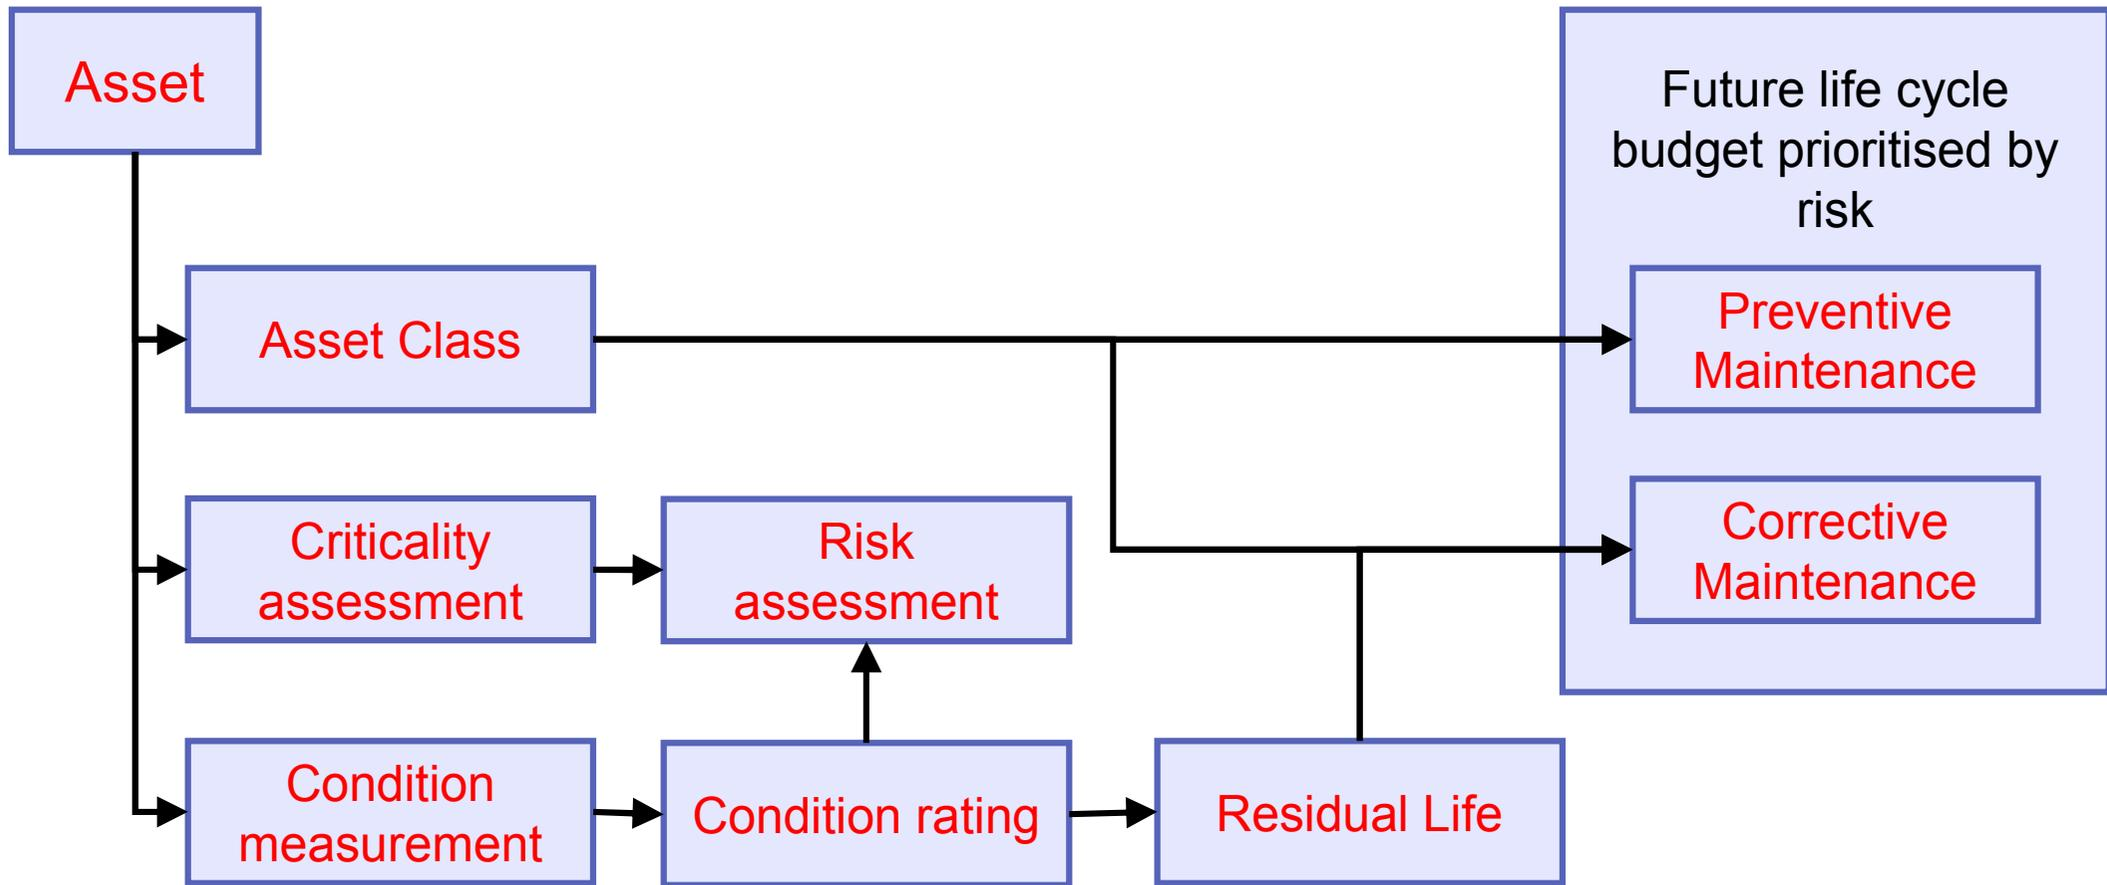 Asset
Future life cycle
budget prioritised by
risk
Asset Class
Preventive
Maintenance
Criticality
assessment
Risk
assessment
Corrective
Maintenance
Condition
measurement
Condition rating
Residual Life